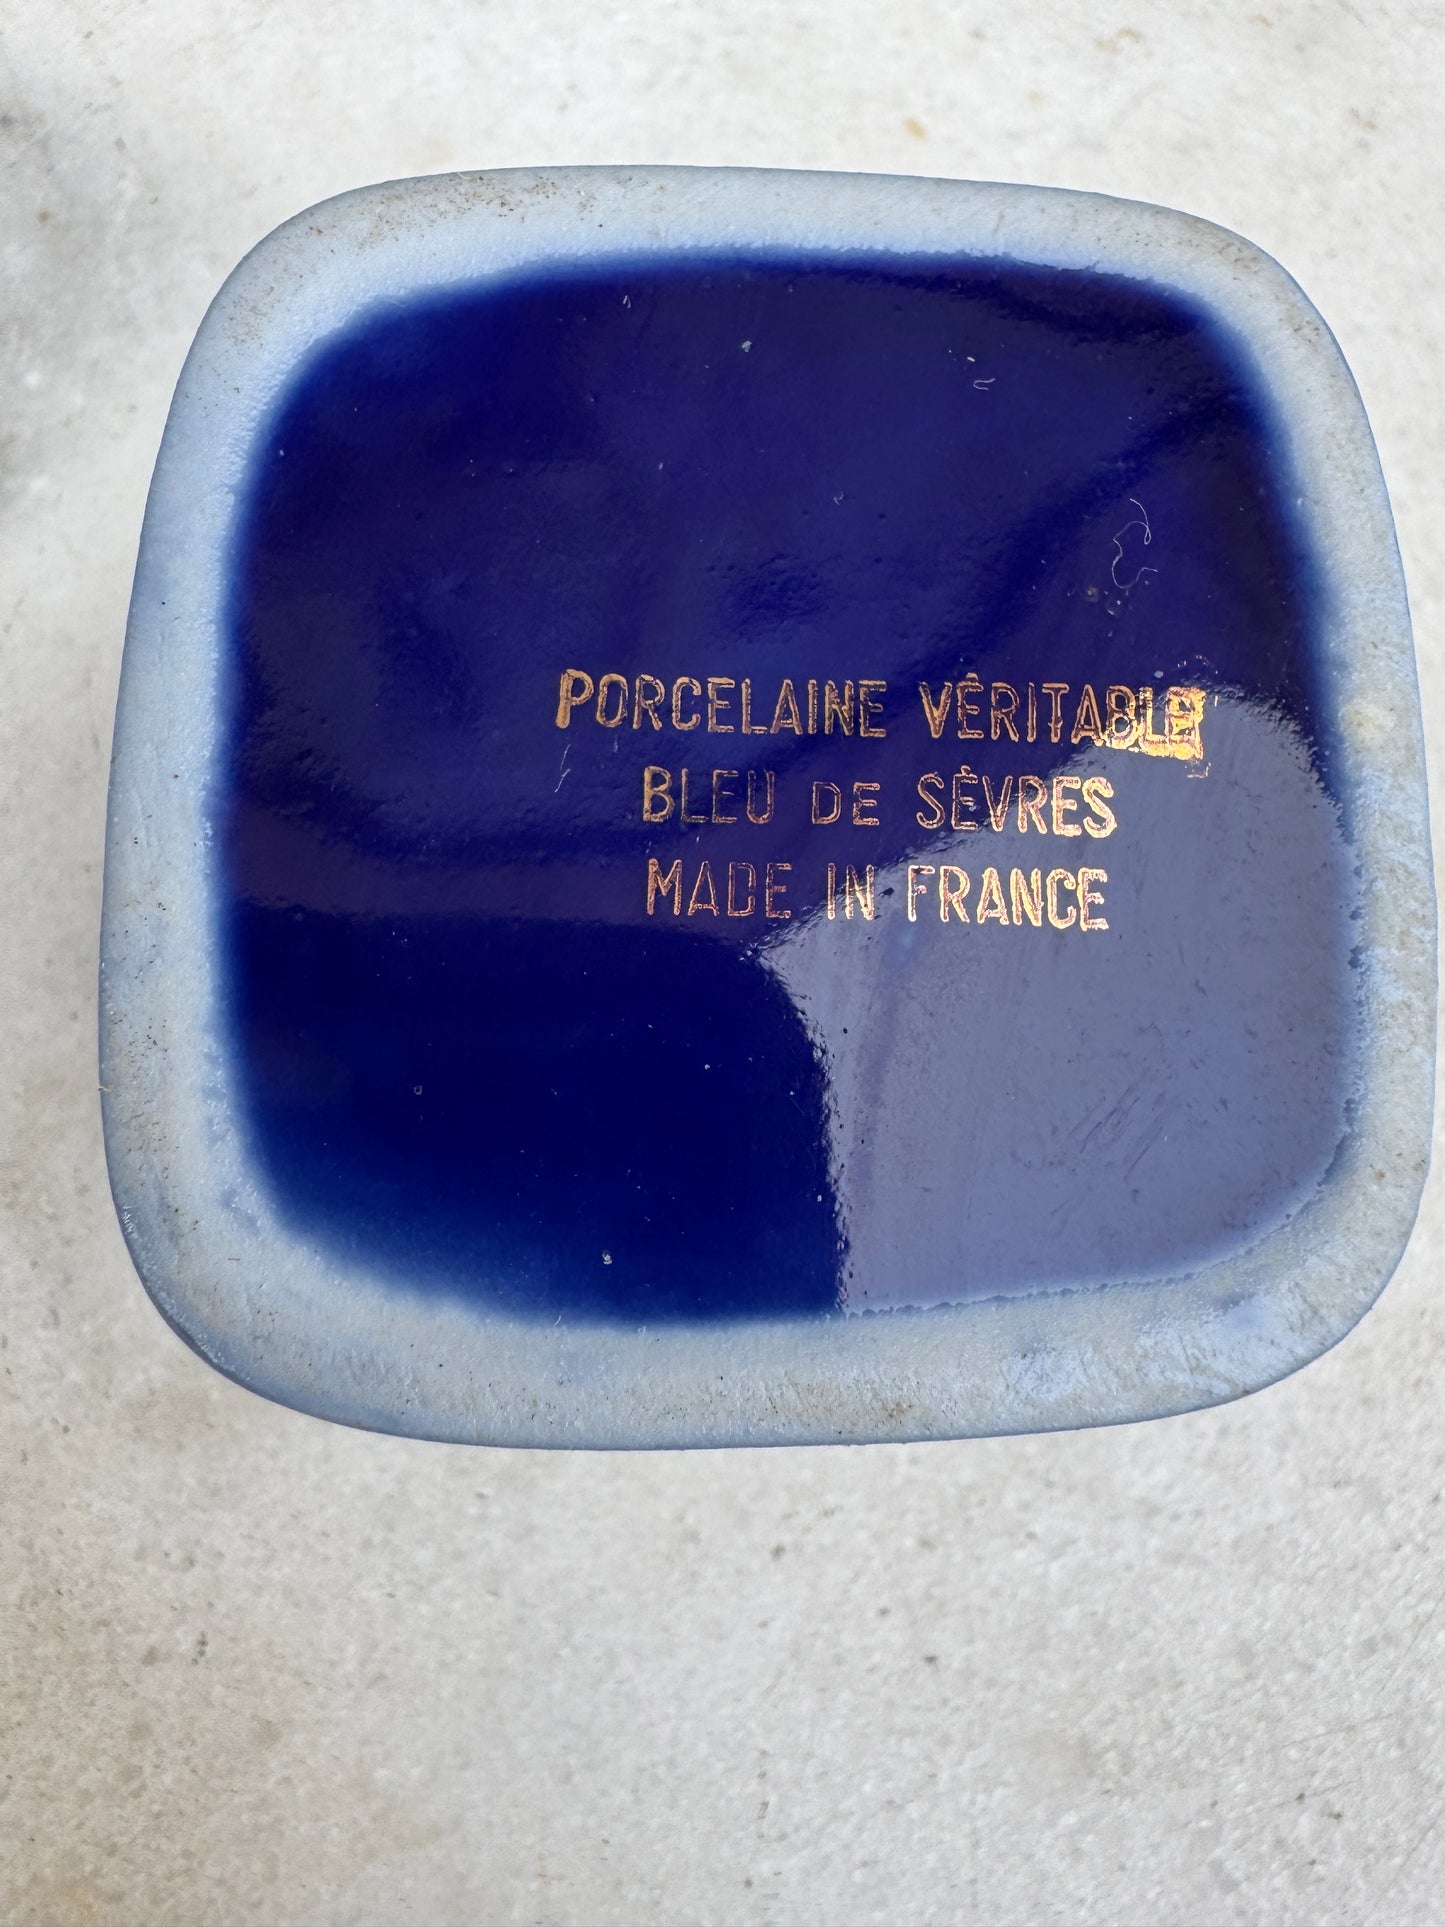 PORCELAINE VÉRITABLE
BLEU DE SÈVRES
MADE IN FRANCE